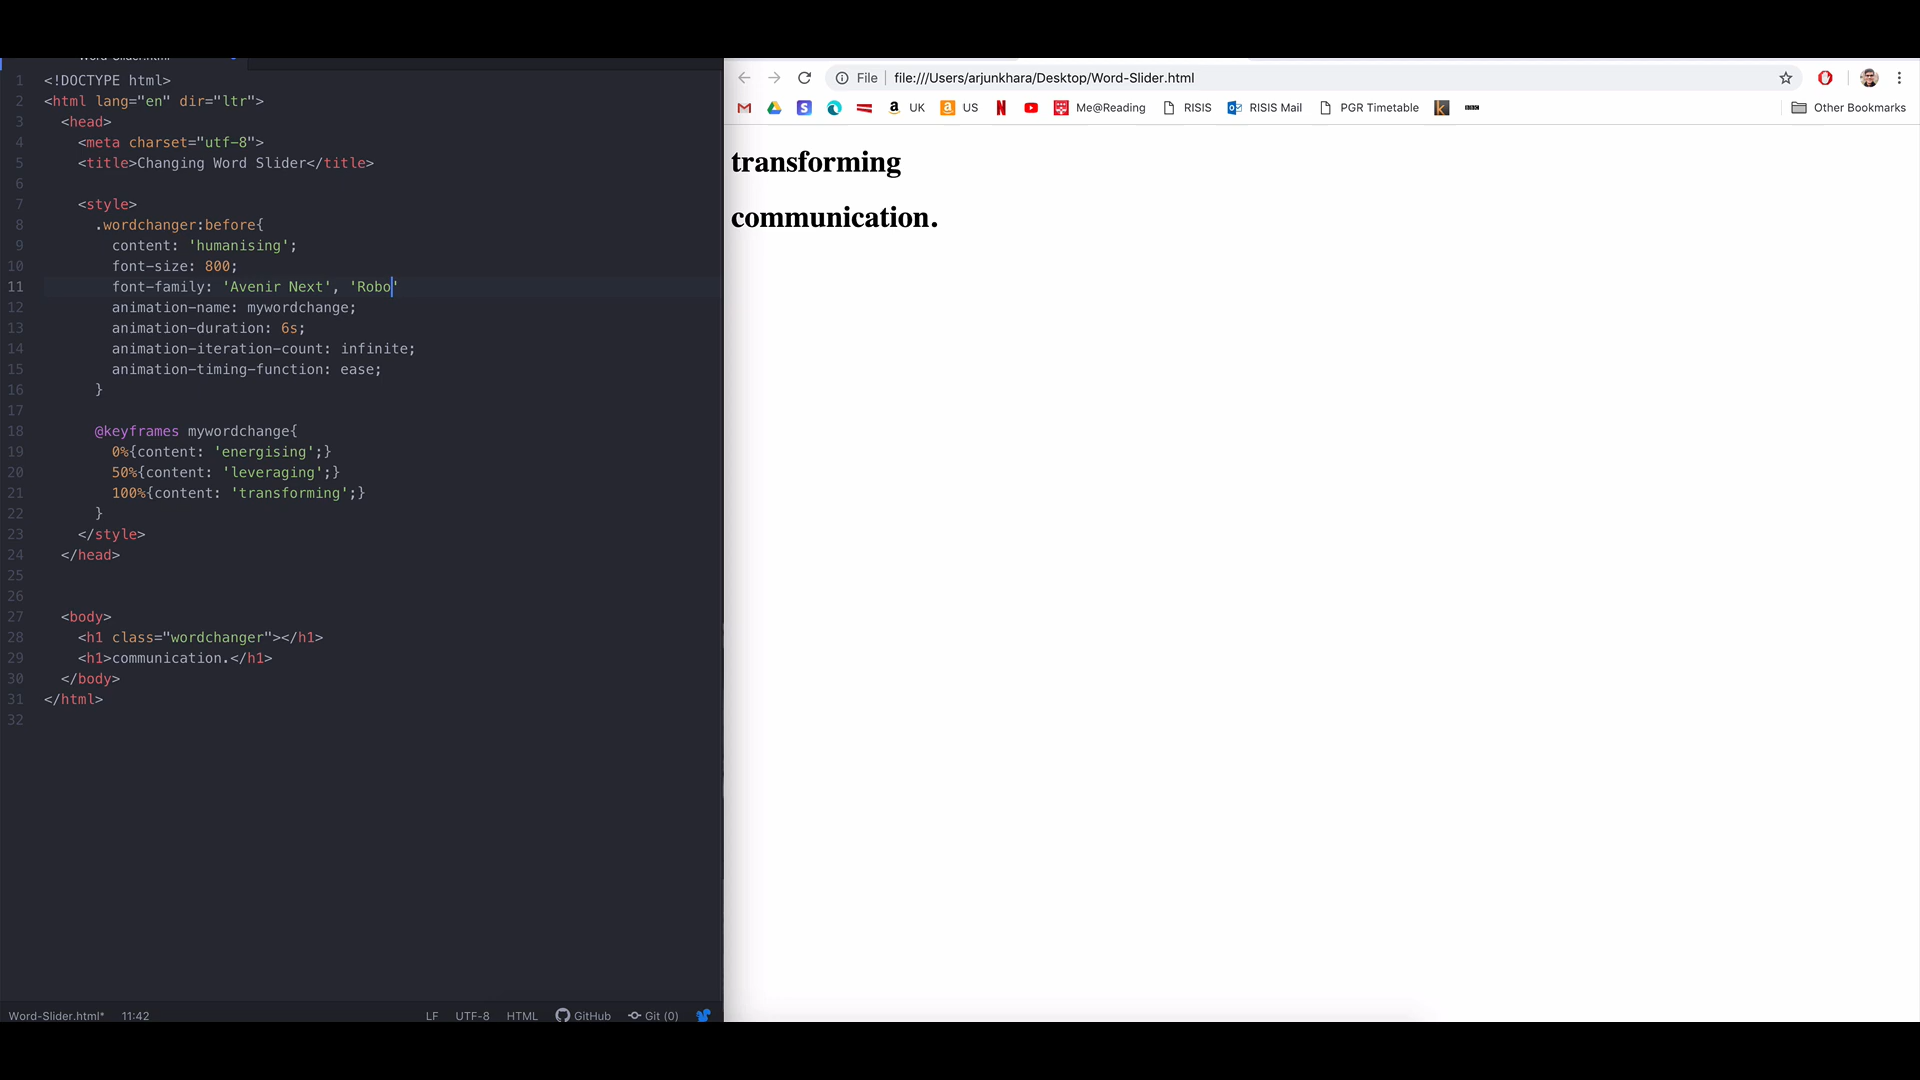 Word-Slider.html
1 <!DOCTYPE html>
2 <html lang="en" dir="ltr">
3 <head>
4 <meta charset="utf-8">
5 <title>Changing Word Slider</title>
6
7 <style>
8 .wordchanger:before{
9 content: 'humanising';
10 font-size: 800;
11 font-family: 'Avenir Next', 'Robo'
12 animation-name: mywordchange;
13 animation-duration: 6s;
14 animation-iteration-count: infinite;
15 animation-timing-function: ease;
16 }
17
18 @keyframes mywordchange{
19 0%{content: 'energising';}
20 50%{content: 'leveraging';}
21 100%{content: 'transforming';}
22 }
23 </style>
24 </head>
25
26
27 <body>
28 <h1 class="wordchanger"></h1>
29 <h1>communication.</h1>
30 </body>
31 </html>
32
Word-Slider.html* 11:42 LF UTF-8 HTML GitHub Git (0)
File file:///Users/arjunkhara/Desktop/Word-Slider.html
UK US Me@Reading RISIS RISIS Mail PGR Timetable Other Bookmarks
transforming
communication.